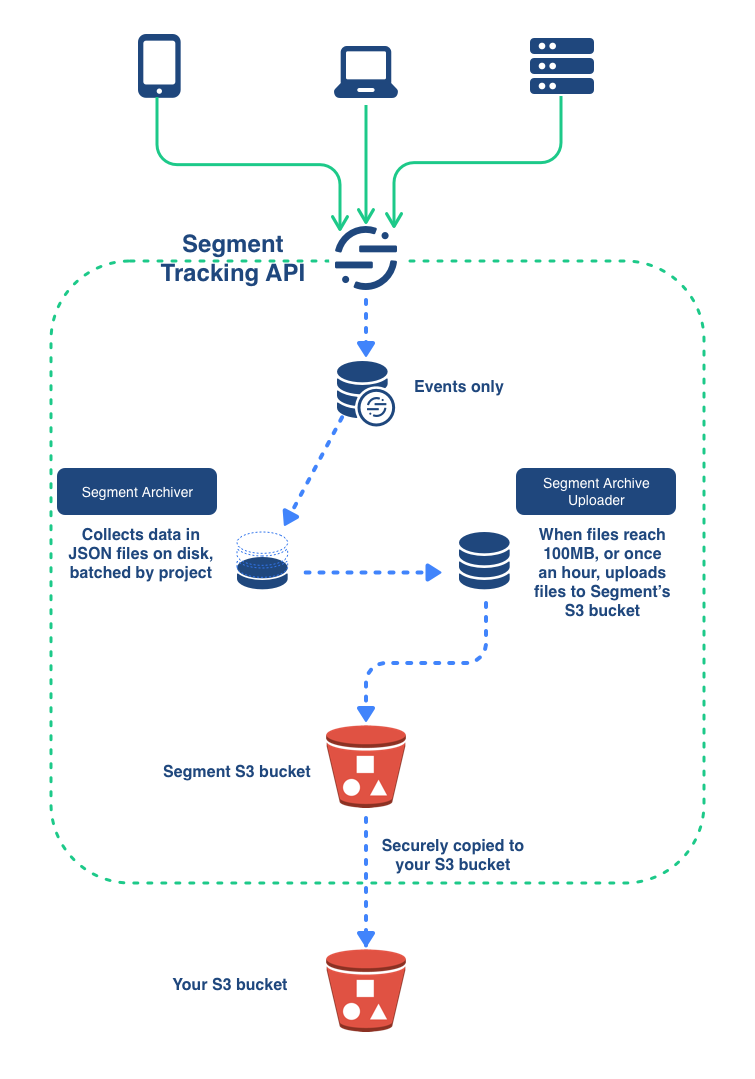 Segment
Tracking API
Events only
Segment Archiver
Collects data in
JSON files on disk,
batched by project
Segment Archive
Uploader
When files reach
100MB, or once
an hour, uploads
files to Segment’s
S3 bucket
Segment S3 bucket
Securely copied to
your S3 bucket
Your S3 bucket